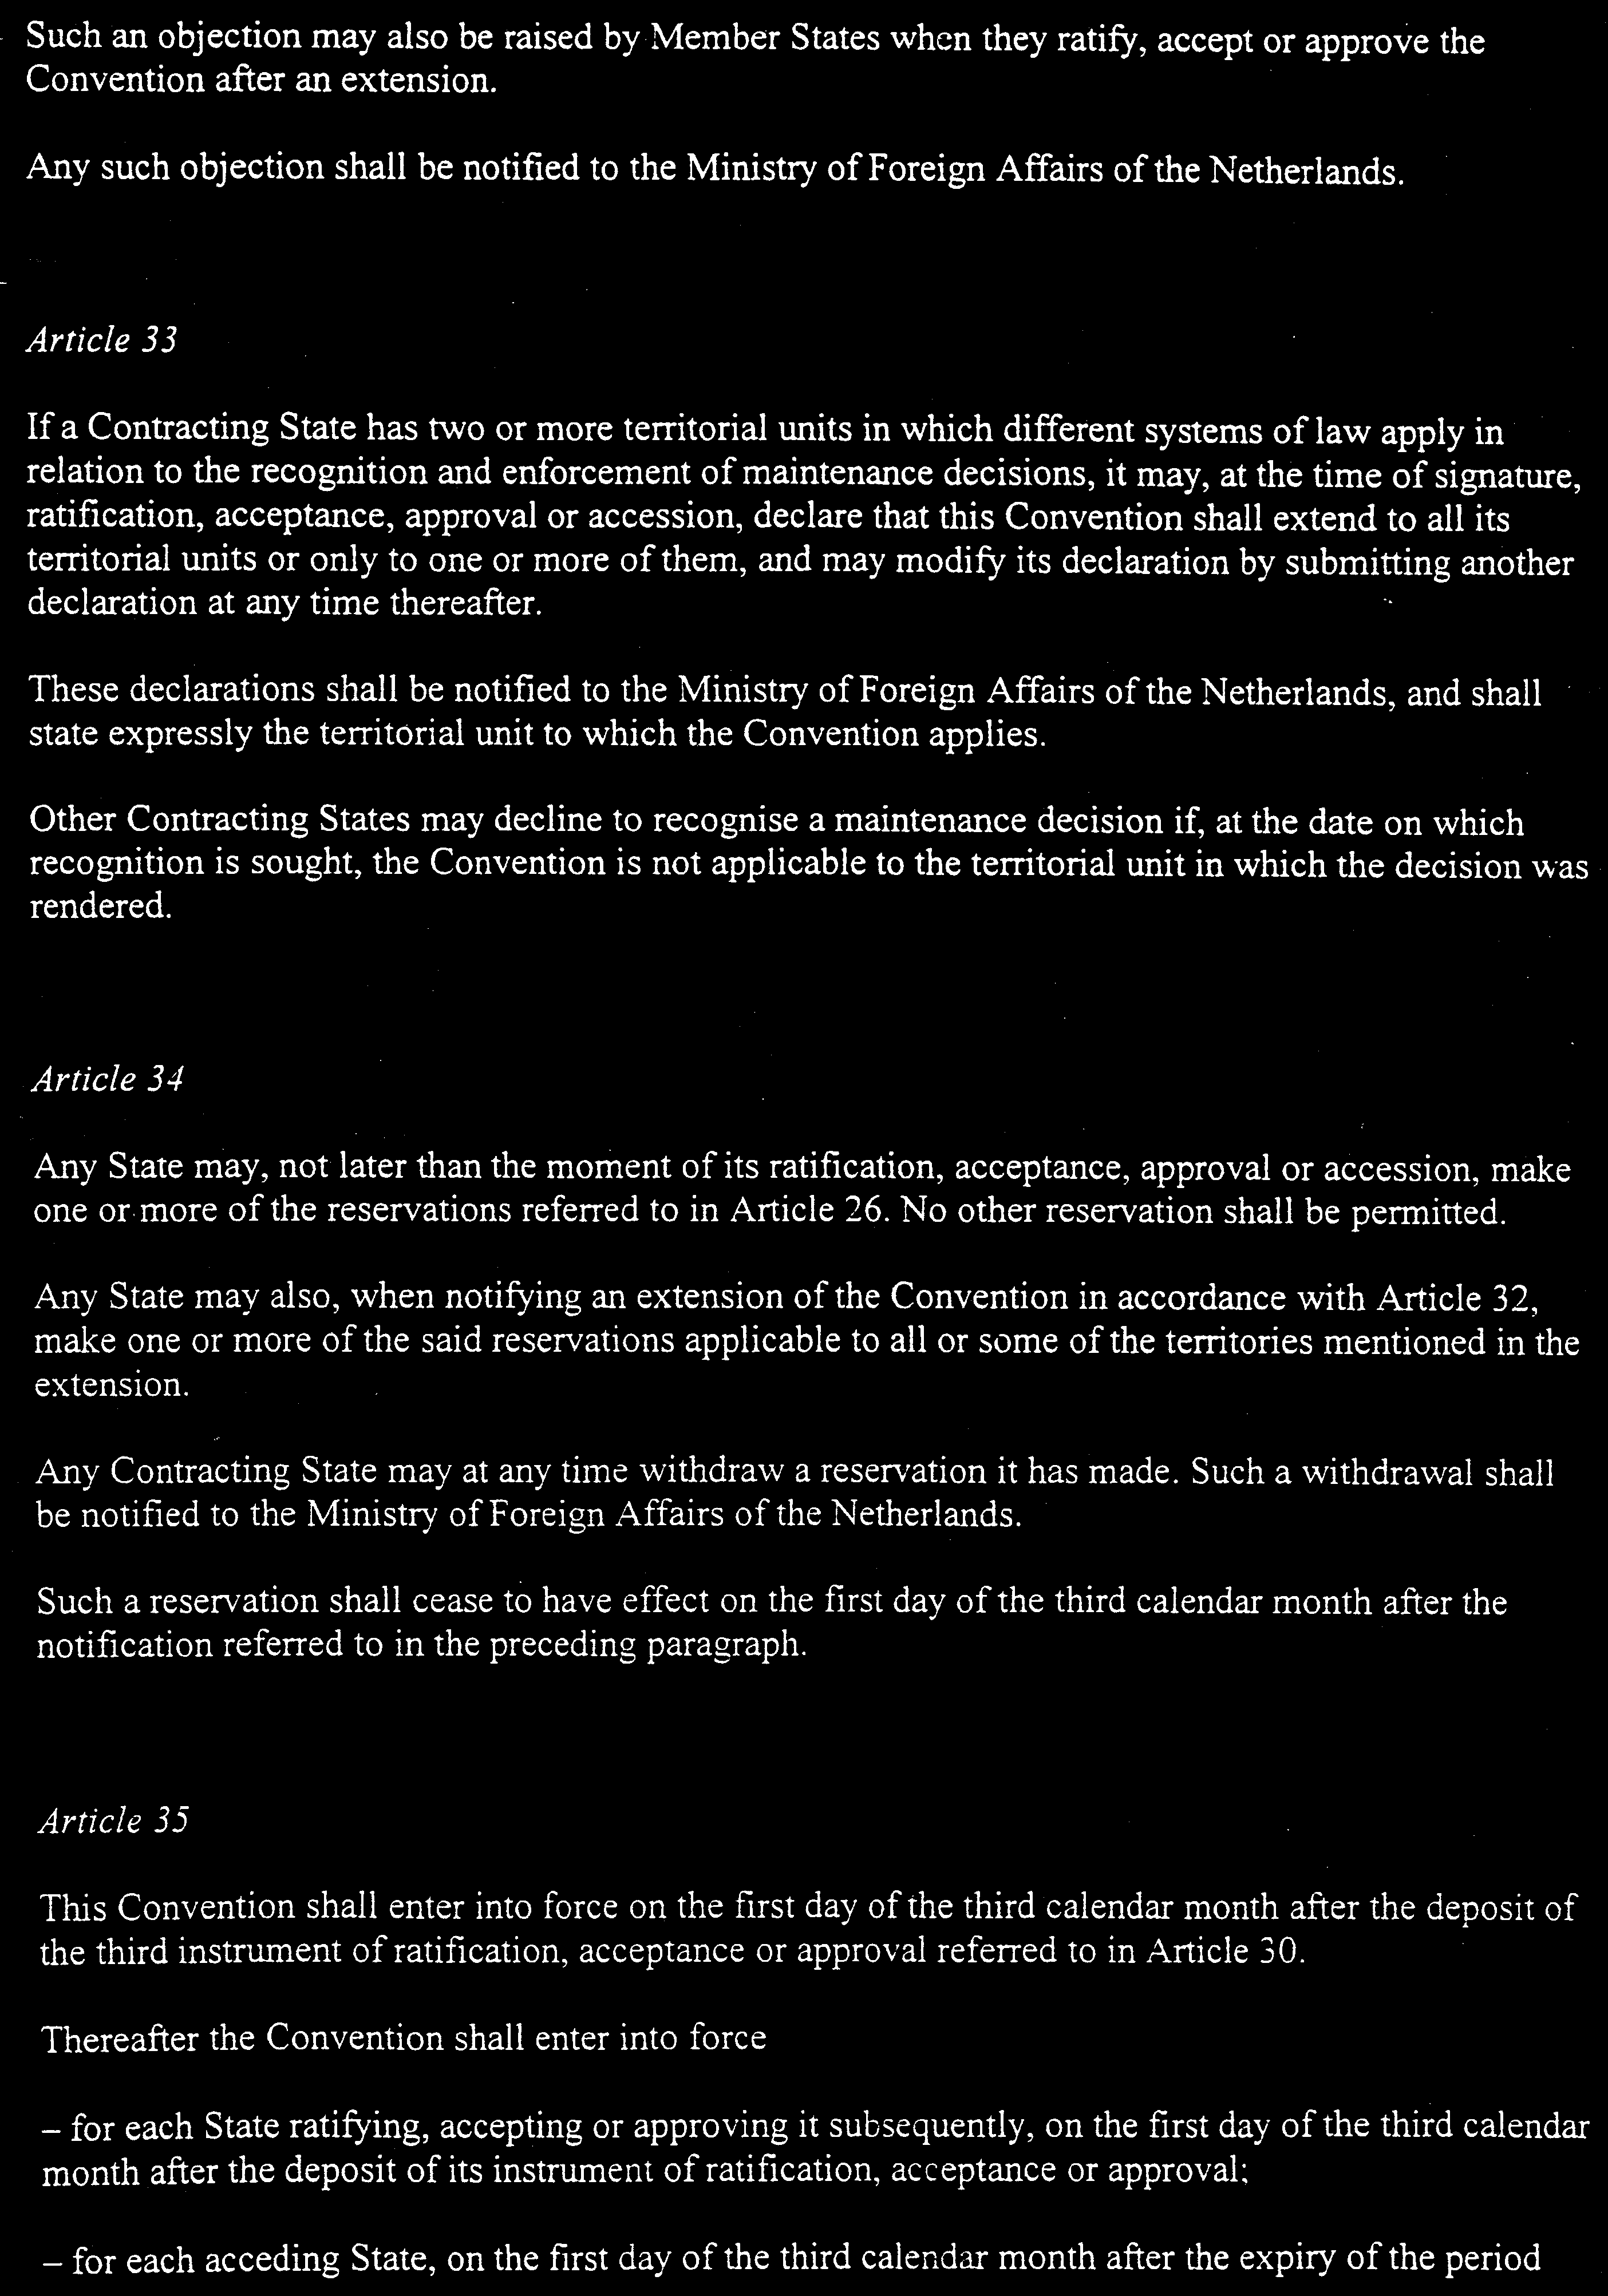 Such an objection may also be raised by Member States when they ratify, accept or approve the
Convention after an extension.
Any such objection shall be notified to the Ministry of Foreign Affairs of the Netherlands.
Article 33
If a Contracting State has two or more territorial units in which different systems of law apply in
relation to the recognition and enforcement of maintenance decisions, it may, at the time of signature,
ratification, acceptance, approval or accession, declare that this Convention shall extend to all its
territorial units or only to one or more of them, and may modify its declaration by submitting another
declaration at any time thereafter.
These declarations shall be notified to the Ministry of Foreign Affairs of the Netherlands, and shall
state expressly the territorial unit to which the Convention applies.
Other Contracting States may decline to recognise a maintenance decision if, at the date on which
recognition is sought, the Convention is not applicable to the territorial unit in which the decision was
rendered.
Article 34
Any State may, not later than the moment of its ratification, acceptance, approval or accession, make
one or more of the reservations referred to in Article 26. No other reservation shall be permitted.
Any State may also, when notifying an extension of the Convention in accordance with Article 32,
make one or more of the said reservations applicable to all or some of the territories mentioned in the
extension.
Any Contracting State may at any time withdraw a reservation it has made. Such a withdrawal shall
be notified to the Ministry of Foreign Affairs of the Netherlands.
Such a reservation shall cease to have effect on the first day of the third calendar month after the
notification referred to in the preceding paragraph.
Article 35
This Convention shall enter into force on the first day of the third calendar month after the deposit of
the third instrument of ratification, acceptance or approval referred to in Article 30.
Thereafter the Convention shall enter into force
– for each State ratifying, accepting or approving it subsequently, on the first day of the third calendar
month after the deposit of its instrument of ratification, acceptance or approval;
– for each acceding State, on the first day of the third calendar month after the expiry of the period